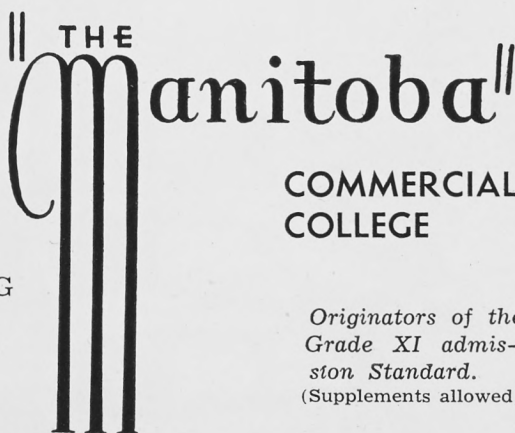 "THE
Manitoba"
COMMERCIAL
COLLEGE
G
Originators of the
Grade XI admis-
sion Standard.
(Supplements allowed